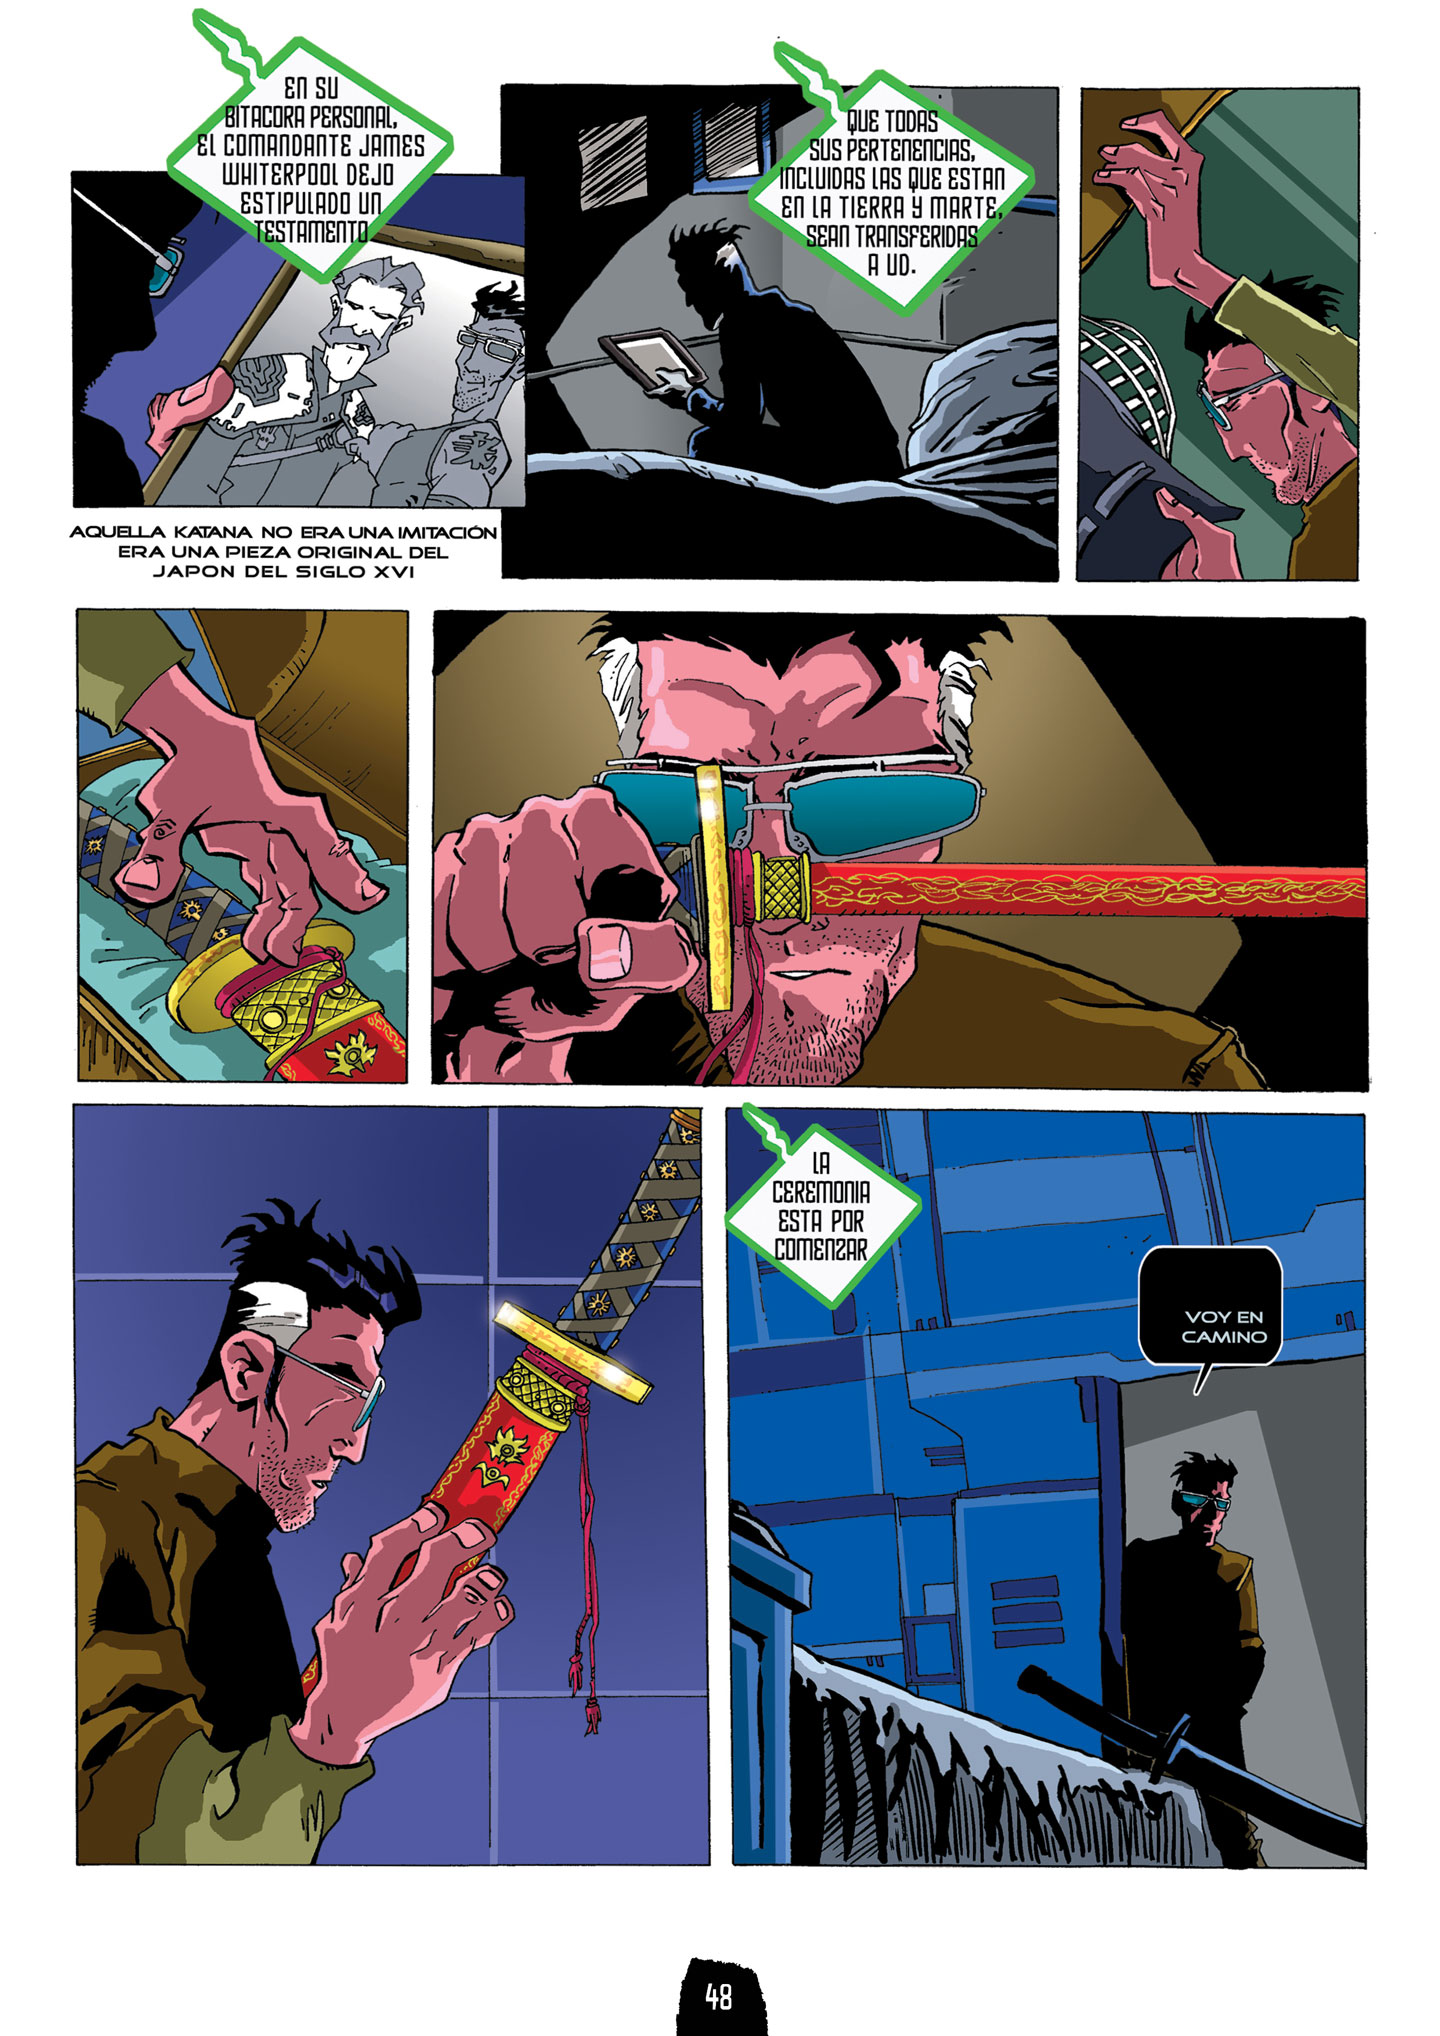 EN SU
BITACORA PERSONAL,
EL COMANDANTE JAMES
WHITERPOOL DEJO
ESTIPULADO UN
TESTAMENTO
QUE TODAS
SUS PERTENENCIAS,
INCLUIDAS LAS QUE ESTAN
EN LA TIERRA Y MARTE,
SEAN TRANSFERIDAS
A UD.
AQUELLA KATANA NO ERA UNA IMITACIÓN
ERA UNA PIEZA ORIGINAL DEL
JAPON DEL SIGLO XVI
LA
CEREMONIA
ESTA POR
COMENZAR
VOY EN
CAMINO
48